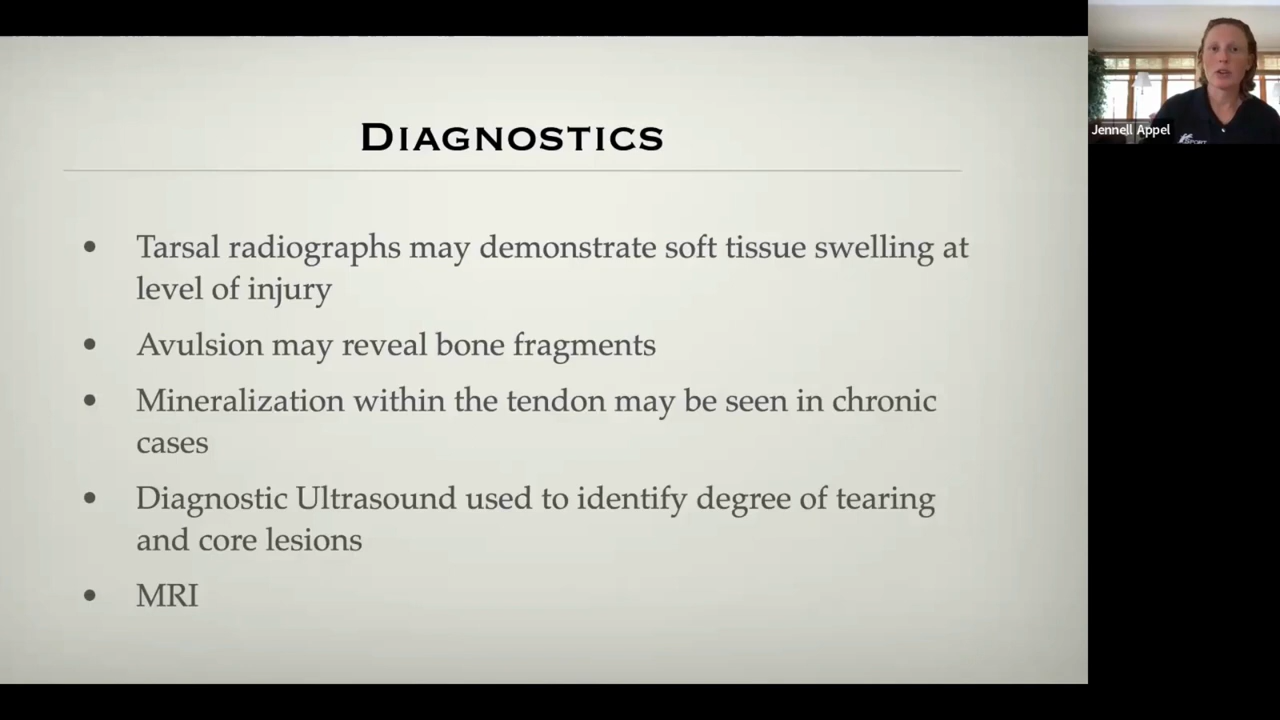 DIAGNOSTICS
• Tarsal radiographs may demonstrate soft tissue swelling at
level of injury
• Avulsion may reveal bone fragments
• Mineralization within the tendon may be seen in chronic
cases
• Diagnostic Ultrasound used to identify degree of tearing
and core lesions
• MRI
Jennell Appel
SPORT